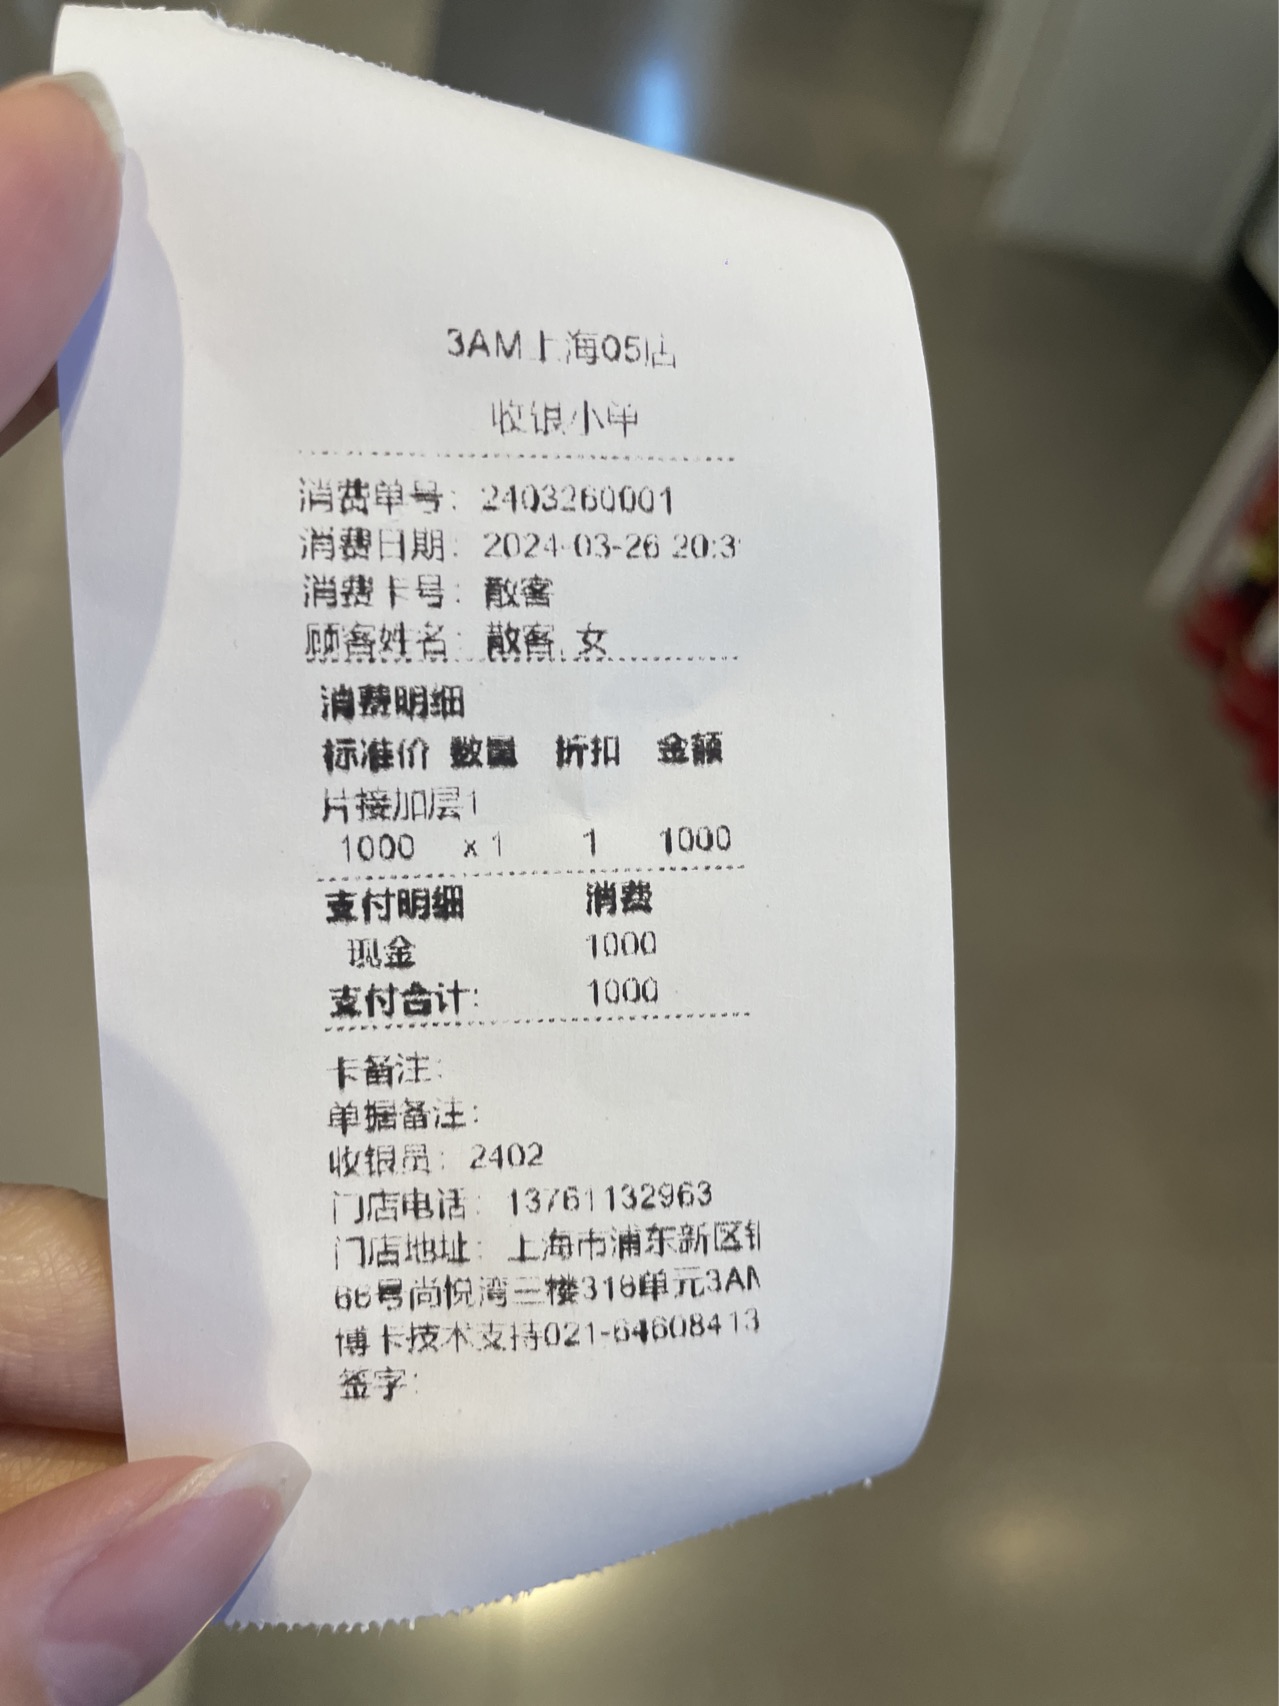 3AM上海05店
收银小单
消费单号：2403260001
消费日期：2024-03-26 20:3
消费卡号：散客
顾客姓名：散客 女
消费明细
标准价 数量 折扣 金额
片接加层1
1000 x 1 1 1000
支付明细 消费
现金 1000
支付合计： 1000
卡备注：
单据备注：
收银员：2402
门店电话：13761132963
门店地址：上海市浦东新区
66号尚悦湾三楼318单元3AM
博卡技术支持021-64608413
签字：